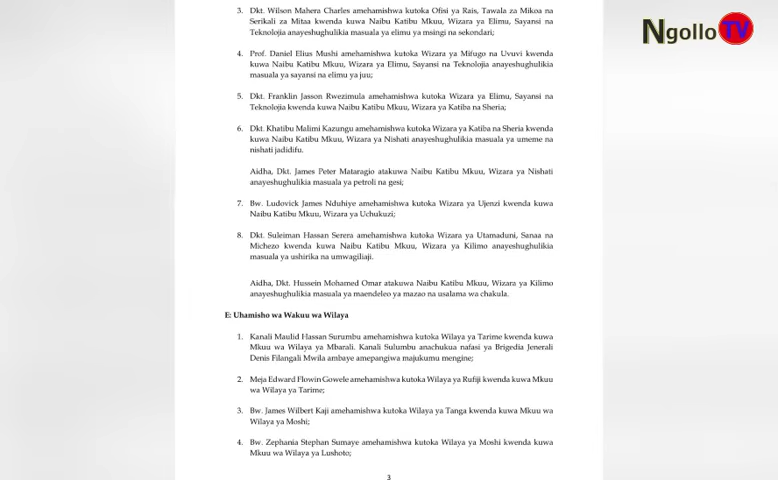 Ngollo TV
3. Dkt. Wilson Mahera Charles amehamishwa kutoka Ofisi ya Rais, Tawala za Mikoa na
Serikali za Mitaa kwenda kuwa Naibu Katibu Mkuu, Wizara ya Elimu, Sayansi na
Teknolojia anayeshughulikia masuala ya elimu ya msingi na sekondari;
4. Prof. Daniel Elius Mushi amehamishwa kutoka Wizara ya Mifugo na Uvuvi kwenda
kuwa Naibu Katibu Mkuu, Wizara ya Elimu, Sayansi na Teknolojia anayeshughulikia
masuala ya sayansi na elimu ya juu;
5. Dkt. Franklin Jasson Rwezimula amehamishwa kutoka Wizara ya Elimu, Sayansi na
Teknolojia kwenda kuwa Naibu Katibu Mkuu, Wizara ya Katiba na Sheria;
6. Dkt. Khatibu Malimi Kazungu amehamishwa kutoka Wizara ya Katiba na Sheria kwenda
kuwa Naibu Katibu Mkuu, Wizara ya Nishati anayeshughulikia masuala ya umeme na
nishati jadidifu.
Aidha, Dkt. James Peter Mataragio atakuwa Naibu Katibu Mkuu, Wizara ya Nishati
anayeshughulikia masuala ya petroli na gesi;
7. Bw. Ludovick James Nduhiye amehamishwa kutoka Wizara ya Ujenzi kwenda kuwa
Naibu Katibu Mkuu, Wizara ya Uchukuzi;
8. Dkt. Suleiman Hassan Serera amehamishwa kutoka Wizara ya Utamaduni, Sanaa na
Michezo kwenda kuwa Naibu Katibu Mkuu, Wizara ya Kilimo anayeshughulikia
masuala ya ushirika na umwagiliaji.
Aidha, Dkt. Hussein Mohamed Omar atakuwa Naibu Katibu Mkuu, Wizara ya Kilimo
anayeshughulikia masuala ya maendeleo ya mazao na usalama wa chakula.
E: Uhamisho wa Wakuu wa Wilaya
1. Kanali Maulid Hassan Surumbu amehamishwa kutoka Wilaya ya Tarime kwenda kuwa
Mkuu wa Wilaya ya Mbarali. Kanali Sulumbu anachukua nafasi ya Brigedia Jenerali
Denis Filangali Mwila ambaye amepangiwa majukumu mengine;
2. Meja Edward Flowin Gowele amehamishwa kutoka Wilaya ya Rufiji kwenda kuwa Mkuu
wa Wilaya ya Tarime;
3. Bw. James Wilbert Kaji amehamishwa kutoka Wilaya ya Tanga kwenda kuwa Mkuu wa
Wilaya ya Moshi;
4. Bw. Zephania Stephan Sumaye amehamishwa kutoka Wilaya ya Moshi kwenda kuwa
Mkuu wa Wilaya ya Lushoto;
3